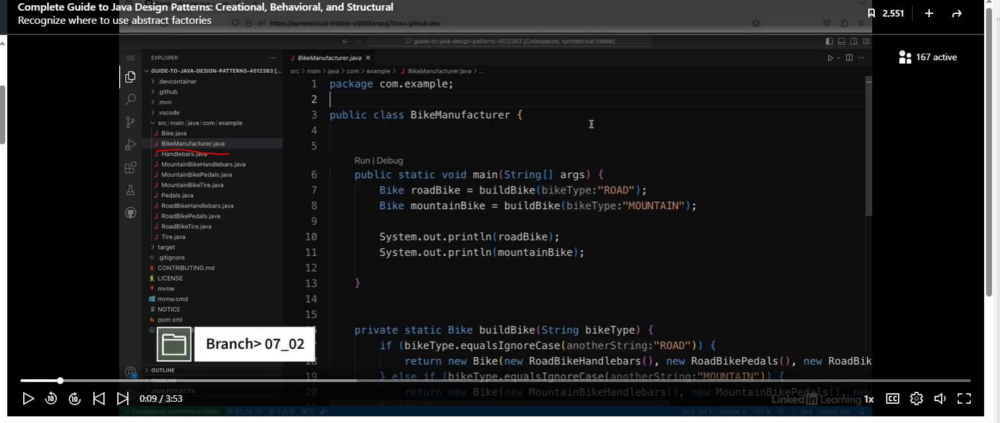 Complete Guide to Java Design Patterns: Creational, Behavioral, and Structural
Recognize where to use abstract factories
2,551
167 active
https://symmetrical-tribble-x5955xrqxg7hrwx.github.dev
guide-to-java-design-patterns-4512383 [Codespaces: symmetrical tribble]
EXPLORER
GUIDE-TO-JAVA-DESIGN-PATTERNS-4512383 [...
.devcontainer
.github
.mvn
.vscode
src/main/java/com/example
Bike.java
BikeManufacturer.java
Handlebars.java
MountainBikeHandlebars.java
MountainBikePedals.java
MountainBikeTire.java
Pedals.java
RoadBikeHandlebars.java
RoadBikePedals.java
RoadBikeTire.java
Tire.java
target
.gitignore
CONTRIBUTING.md
LICENSE
mvnw
mvnw.cmd
NOTICE
pom.xml
Branch> 07_02
OUTLINE
TIMELINE
JAVA PROJECTS
BikeManufacturer.java
src > main > java > com > example > BikeManufacturer.java > ...
1 package com.example;
2
3 public class BikeManufacturer {
4
5
Run | Debug
6 public static void main(String[] args) {
7 Bike roadBike = buildBike(bikeType:"ROAD");
8 Bike mountainBike = buildBike(bikeType:"MOUNTAIN");
9
10 System.out.println(roadBike);
11 System.out.println(mountainBike);
12
13 }
14
15
private static Bike buildBike(String bikeType) {
if (bikeType.equalsIgnoreCase(anotherString:"ROAD")) {
18 return new Bike(new RoadBikeHandlebars(), new RoadBikePedals(), new RoadBik
19 } else if (bikeType.equalsIgnoreCase(anotherString:"MOUNTAIN")) {
20 return new Bike(new MountainBikeHandlebars(), new MountainBikePedals(), new
21 } else {
LinkedIn Learning
10
10
0:09 / 3:53
1x
CC
Codespaces: symmetrical tribble
07_02
0
0
0
Ln 2, Col 1
Spaces: 4
UTF-8
LF
{} Java
Layout: U.S.